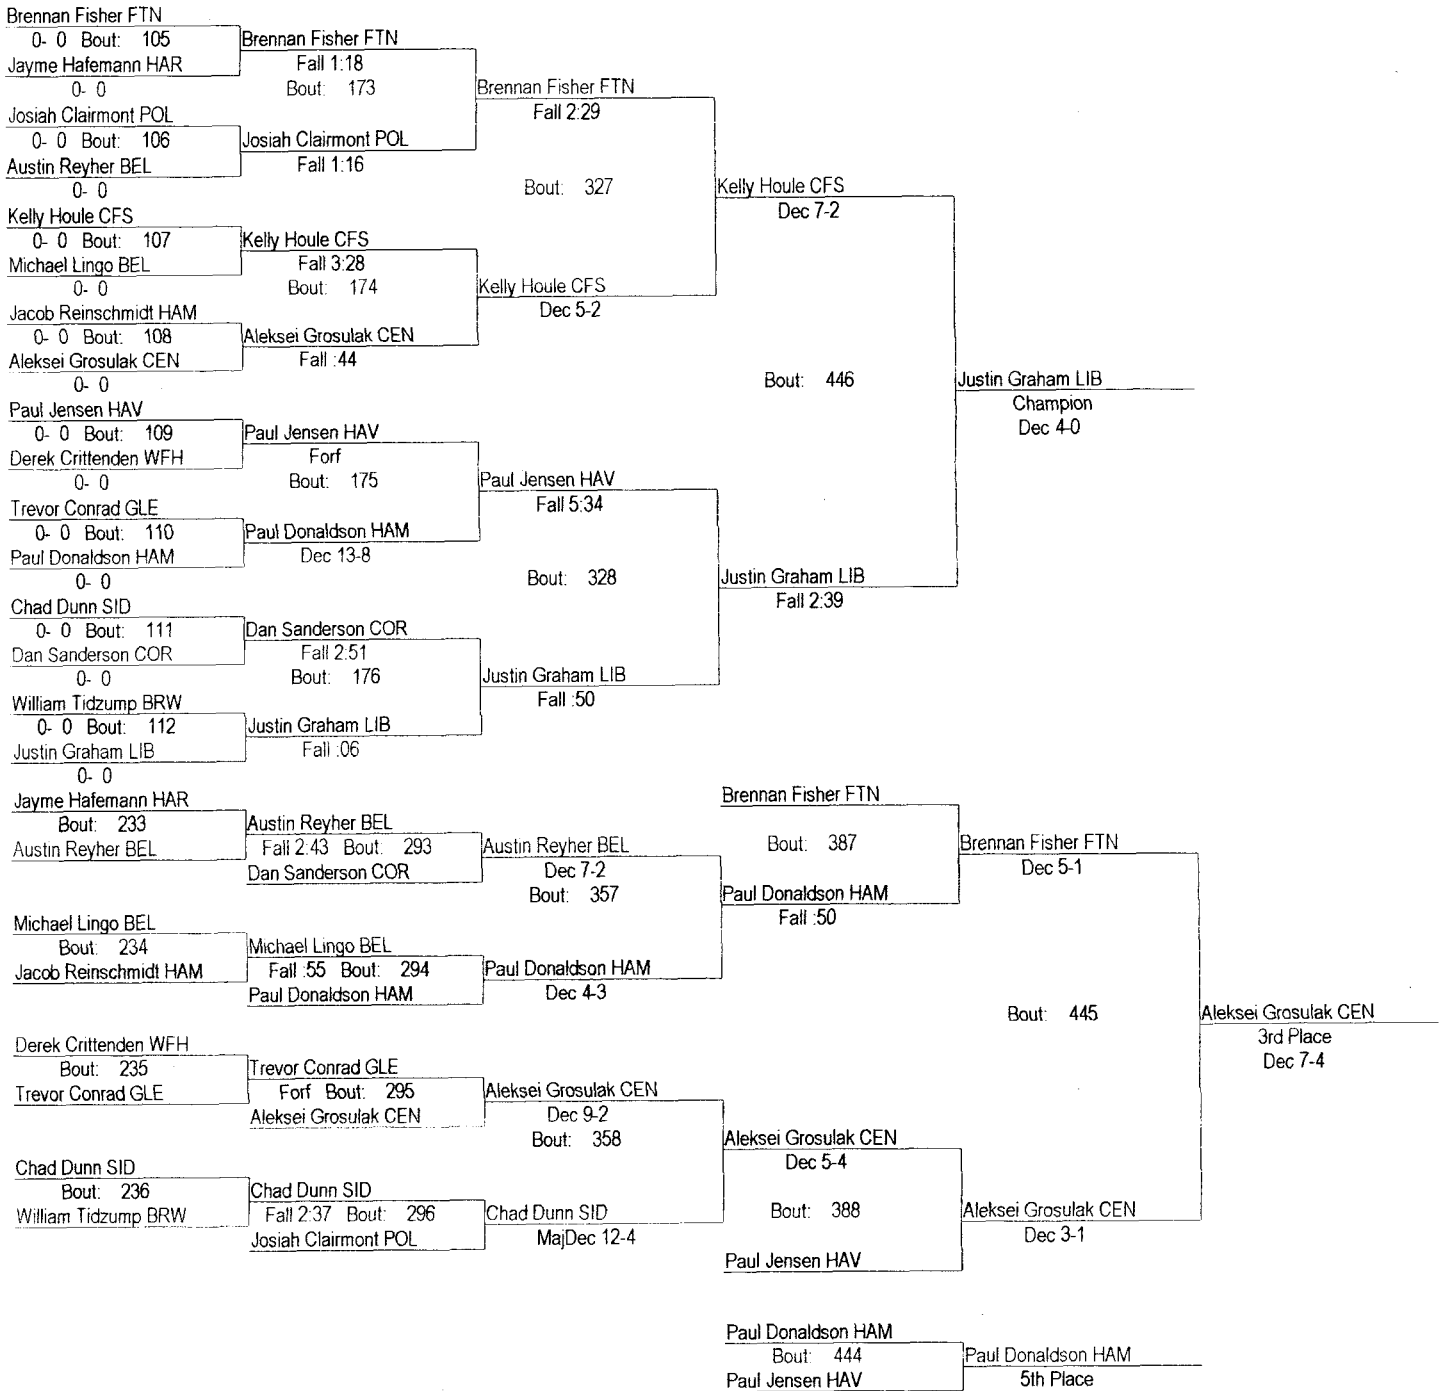 Brennan Fisher FTN
0- 0 Bout: 105
Jayme Hafemann HAR
0- 0
Josiah Clairmont POL
0- 0 Bout: 106
Austin Reyher BEL
0- 0
Kelly Houle CFS
0- 0 Bout: 107
Michael Lingo BEL
0- 0
Jacob Reinschmidt HAM
0- 0 Bout: 108
Aleksei Grosulak CEN
0- 0
Paul Jensen HAV
0- 0 Bout: 109
Derek Crittenden WFH
0- 0
Trevor Conrad GLE
0- 0 Bout: 110
Paul Donaldson HAM
0- 0
Chad Dunn SID
0- 0 Bout: 111
Dan Sanderson COR
0- 0
William Tidzump BRW
0- 0 Bout: 112
Justin Graham LIB
0- 0
Brennan Fisher FTN
Fall 1:18
Bout: 173
Josiah Clairmont POL
Fall 1:16
Kelly Houle CFS
Fall 3:28
Bout: 174
Aleksei Grosulak CEN
Fall :44
Paul Jensen HAV
Forf
Bout: 175
Paul Donaldson HAM
Dec 13-8
Dan Sanderson COR
Fall 2:51
Bout: 176
Justin Graham LIB
Fall :06
Brennan Fisher FTN
Fall 2:29
Bout: 327
Kelly Houle CFS
Dec 5-2
Paul Jensen HAV
Fall 5:34
Bout: 328
Justin Graham LIB
Fall :50
Kelly Houle CFS
Dec 7-2
Bout: 446
Justin Graham LIB
Fall 2:39
Justin Graham LIB
Champion
Dec 4-0
Jayme Hafemann HAR
Bout: 233
Austin Reyher BEL
Michael Lingo BEL
Bout: 234
Jacob Reinschmidt HAM
Derek Crittenden WFH
Bout: 235
Trevor Conrad GLE
Chad Dunn SID
Bout: 236
William Tidzump BRW
Austin Reyher BEL
Fall 2:43 Bout: 293
Dan Sanderson COR
Michael Lingo BEL
Fall :55 Bout: 294
Paul Donaldson HAM
Trevor Conrad GLE
Forf Bout: 295
Aleksei Grosulak CEN
Chad Dunn SID
Fall 2:37 Bout: 296
Josiah Clairmont POL
Austin Reyher BEL
Dec 7-2
Bout: 357
Paul Donaldson HAM
Dec 4-3
Aleksei Grosulak CEN
Dec 9-2
Bout: 358
Chad Dunn SID
MajDec 12-4
Brennan Fisher FTN
Bout: 387
Paul Donaldson HAM
Fall :50
Aleksei Grosulak CEN
Dec 5-4
Bout: 388
Paul Jensen HAV
Brennan Fisher FTN
Dec 5-1
Bout: 445
Aleksei Grosulak CEN
Dec 3-1
Aleksei Grosulak CEN
3rd Place
Dec 7-4
Paul Donaldson HAM
Bout: 444
Paul Jensen HAV
Paul Donaldson HAM
5th Place